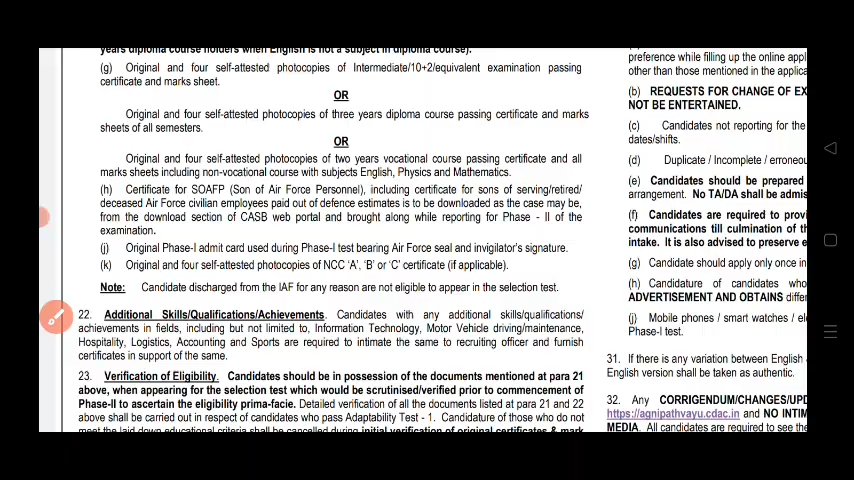 years diploma course holders when English is not a subject in diploma course).
(g) Original and four self-attested photocopies of Intermediate/10+2/equivalent examination passing
certificate and marks sheet.
OR
Original and four self-attested photocopies of three years diploma course passing certificate and marks
sheets of all semesters.
OR
Original and four self-attested photocopies of two years vocational course passing certificate and all
marks sheets including non-vocational course with subjects English, Physics and Mathematics.
(h) Certificate for SOAFP (Son of Air Force Personnel), including certificate for sons of serving/retired/
deceased Air Force civilian employees paid out of defence estimates is to be downloaded as the case may be,
from the download section of CASB web portal and brought along while reporting for Phase - II of the
examination.
(j) Original Phase-I admit card used during Phase-I test bearing Air Force seal and invigilator's signature.
(k) Original and four self-attested photocopies of NCC 'A', 'B' or 'C' certificate (if applicable).
Note: Candidate discharged from the IAF for any reason are not eligible to appear in the selection test.
22. Additional Skills/Qualifications/Achievements. Candidates with any additional skills/qualifications/
achievements in fields, including but not limited to, Information Technology, Motor Vehicle driving/maintenance,
Hospitality, Logistics, Accounting and Sports are required to intimate the same to recruiting officer and furnish
certificates in support of the same.
23. Verification of Eligibility. Candidates should be in possession of the documents mentioned at para 21
above, when appearing for the selection test which would be scrutinised/verified prior to commencement of
Phase-II to ascertain the eligibility prima-facie. Detailed verification of all the documents listed at para 21 and 22
above shall be carried out in respect of candidates who pass Adaptability Test - 1. Candidature of those who do not
meet the laid down educational criteria shall be cancelled during initial verification of original certificates & mark
preference while filling up the online appl
other than those mentioned in the applica
(b) REQUESTS FOR CHANGE OF EX
NOT BE ENTERTAINED.
(c) Candidates not reporting for the
dates/shifts.
(d) Duplicate / Incomplete / erroneou
(e) Candidates should be prepared
arrangement. No TA/DA shall be admis
(f) Candidates are required to provi
communications till culmination of th
intake. It is also advised to preserve e
(g) Candidate should apply only once in
(h) Candidature of candidates who
ADVERTISEMENT AND OBTAINS differ
(j) Mobile phones / smart watches / ele
Phase-I test.
31. If there is any variation between English
English version shall be taken as authentic.
32. Any CORRIGENDUM/CHANGES/UPD
https://agnipathvayu.cdac.in and NO INTIM
MEDIA. All candidates are required to see the